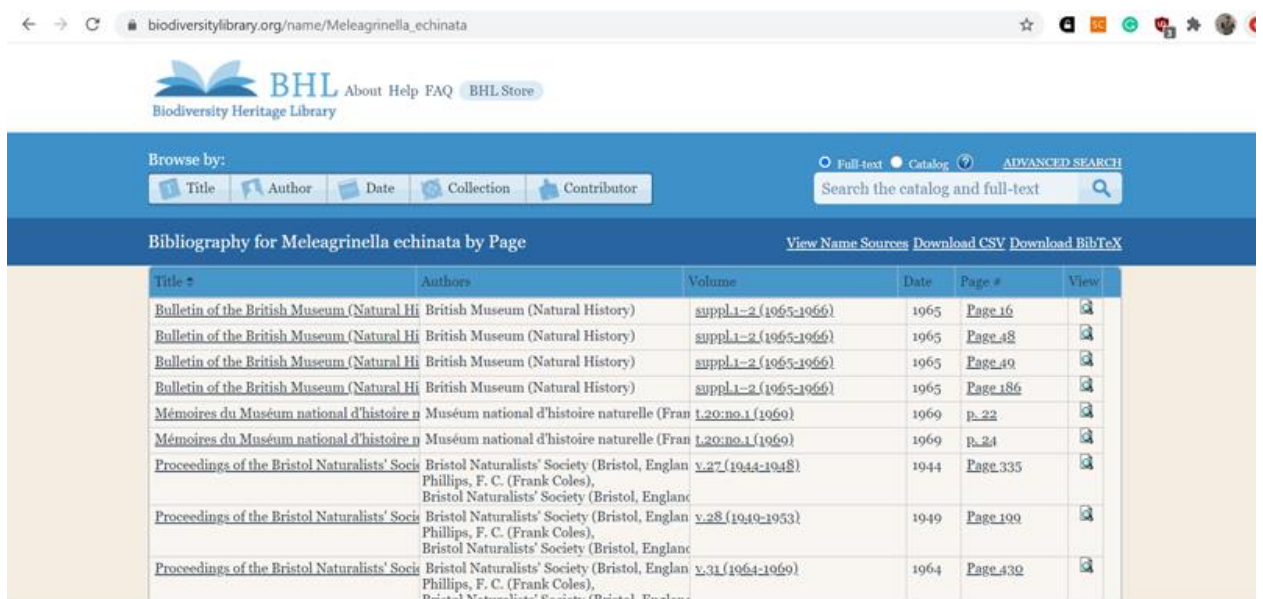 biodiversitylibrary.org/name/Meleagrinella_echinata
BHL About Help FAQ BHL Store
Biodiversity Heritage Library
Browse by:
Title Author Date Collection Contributor
Full-text Catalog ? ADVANCED SEARCH
Search the catalog and full-text
Bibliography for Meleagrinella echinata by Page
View Name Sources Download CSV Download BibTeX
Title Authors Volume Date Page # View
Bulletin of the British Museum (Natural Hi British Museum (Natural History) suppl.1-2 (1965-1966) 1965 Page 16
Bulletin of the British Museum (Natural Hi British Museum (Natural History) suppl.1-2 (1965-1966) 1965 Page 48
Bulletin of the British Museum (Natural Hi British Museum (Natural History) suppl.1-2 (1965-1966) 1965 Page 49
Bulletin of the British Museum (Natural Hi British Museum (Natural History) suppl.1-2 (1965-1966) 1965 Page 186
Mémoires du Muséum national d'histoire n Muséum national d'histoire naturelle (Fran t.20:no.1 (1969) 1969 p. 22
Mémoires du Muséum national d'histoire n Muséum national d'histoire naturelle (Fran t.20:no.1 (1969) 1969 p. 24
Proceedings of the Bristol Naturalists' Socie Bristol Naturalists' Society (Bristol, Englan v.27 (1944-1948) 1944 Page 335
Phillips, F. C. (Frank Coles),
Bristol Naturalists' Society (Bristol, England
Proceedings of the Bristol Naturalists' Socie Bristol Naturalists' Society (Bristol, Englan v.28 (1949-1953) 1949 Page 199
Phillips, F. C. (Frank Coles),
Bristol Naturalists' Society (Bristol, England
Proceedings of the Bristol Naturalists' Socie Bristol Naturalists' Society (Bristol, Englan v.31 (1964-1969) 1964 Page 430
Phillips, F. C. (Frank Coles),